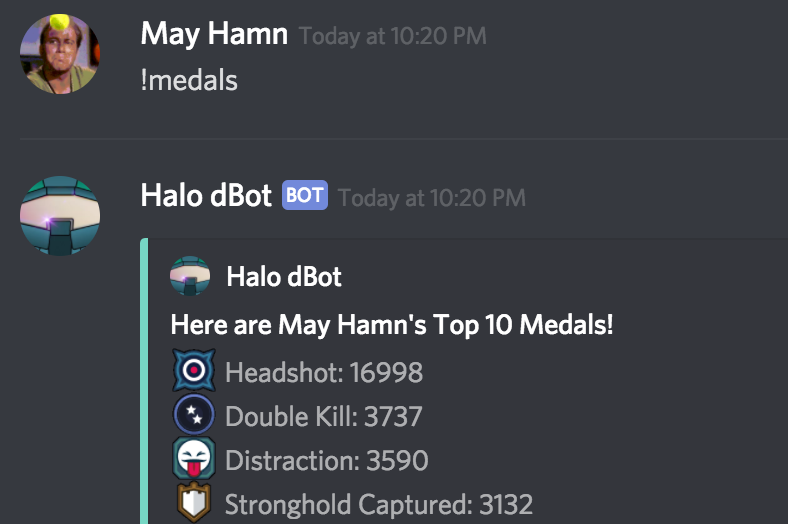 May Hamn Today at 10:20 PM
!medals
Halo dBot BOT Today at 10:20 PM
Halo dBot
Here are May Hamn's Top 10 Medals!
Headshot: 16998
Double Kill: 3737
Distraction: 3590
Stronghold Captured: 3132